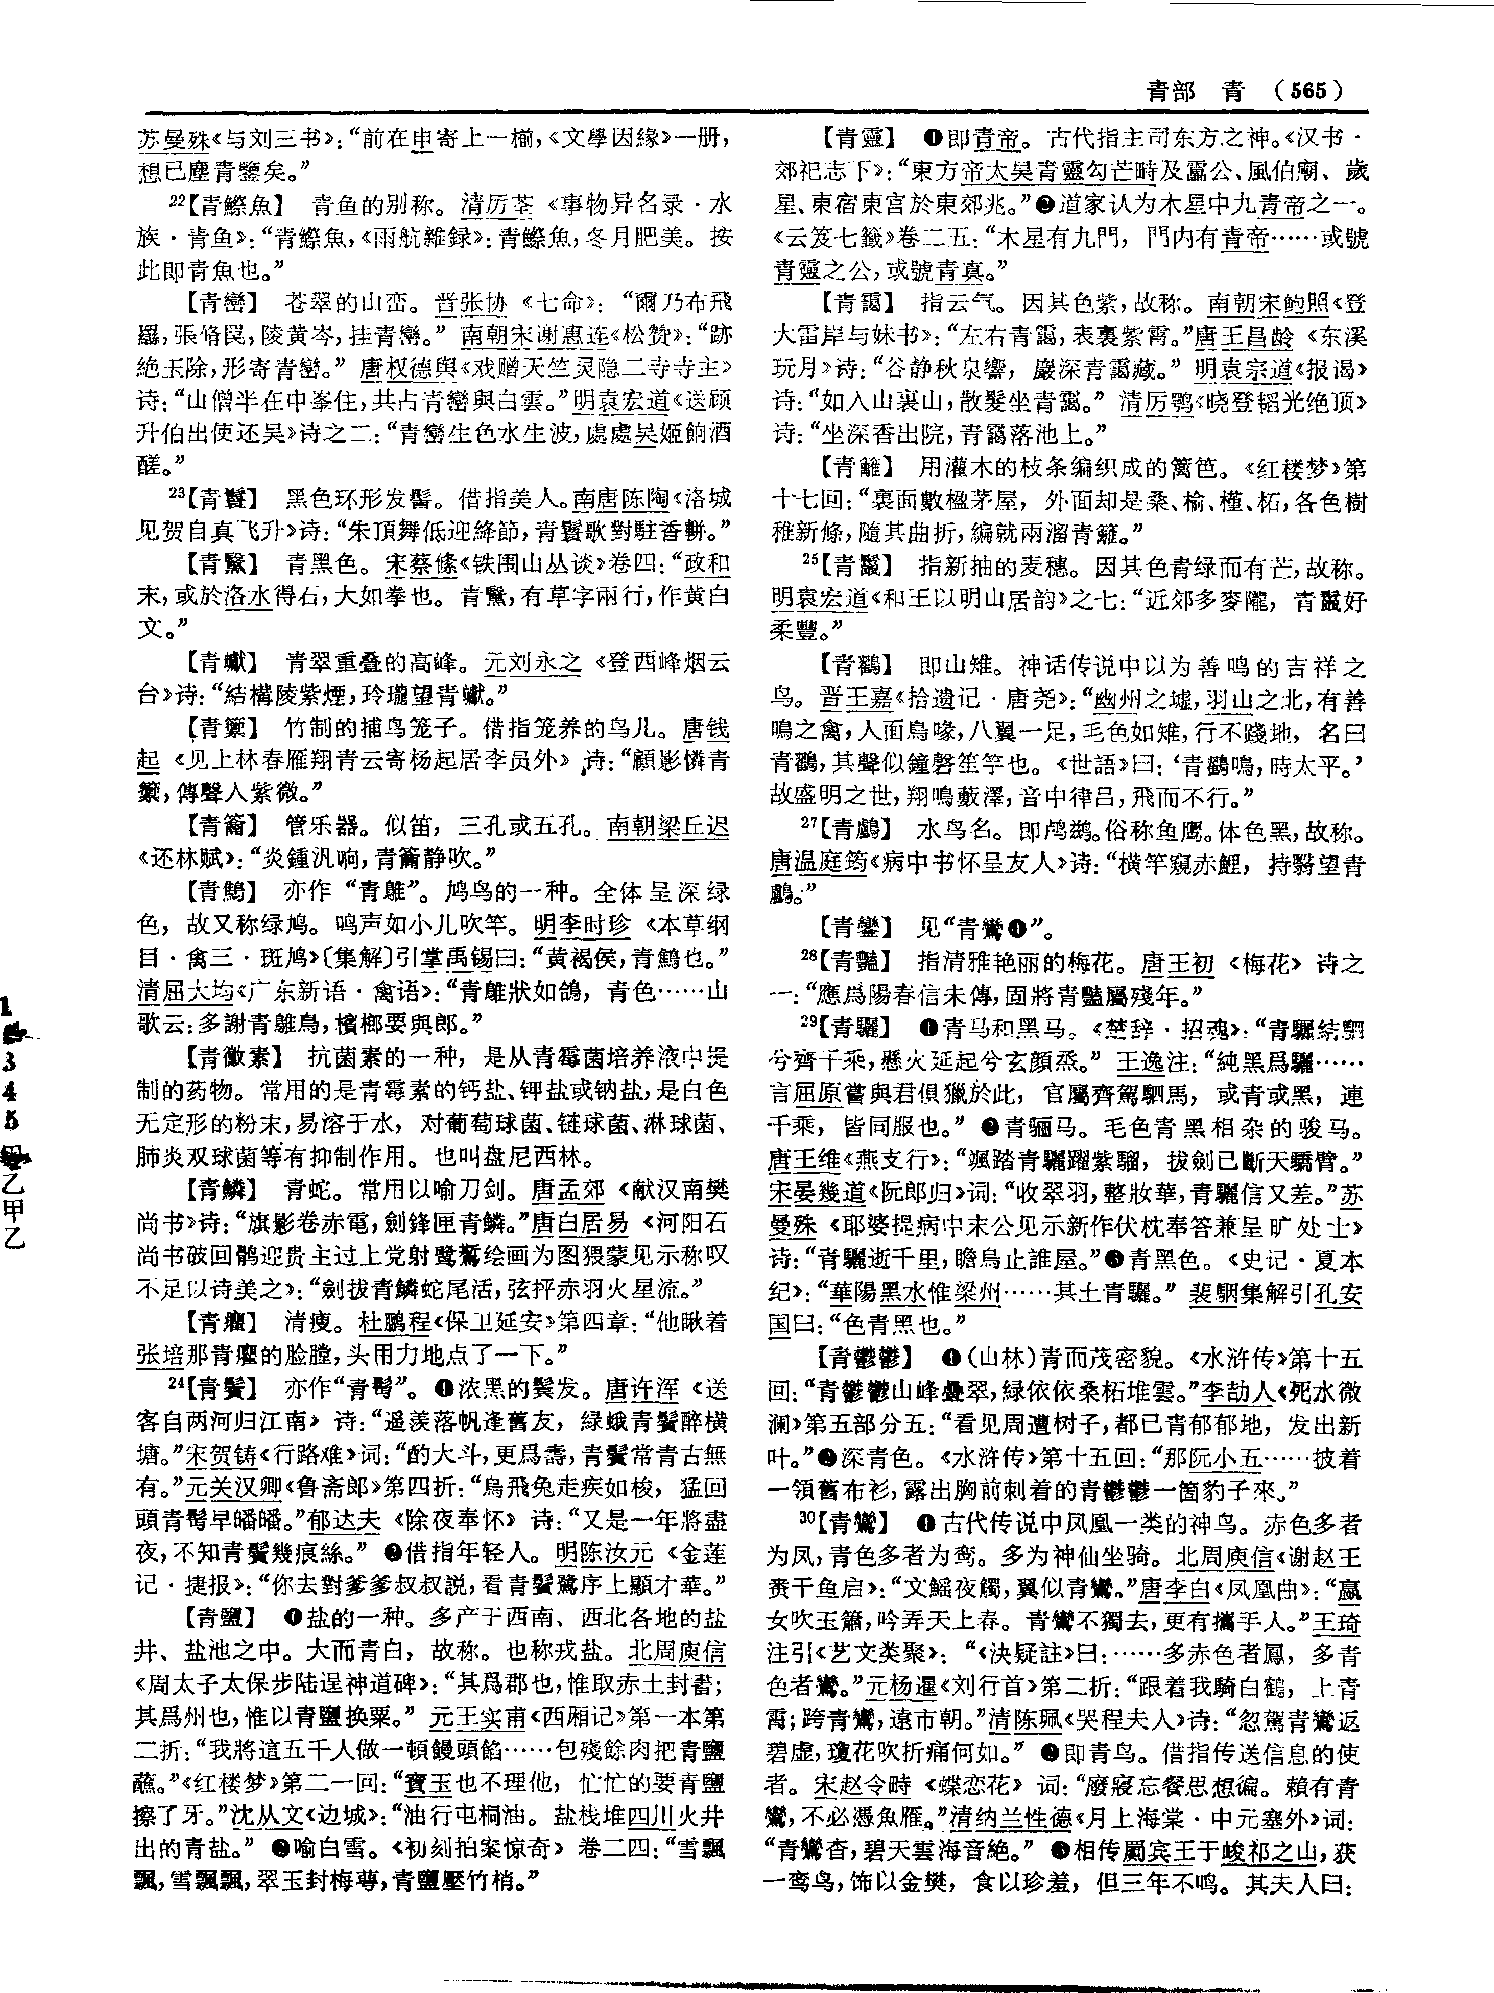 青部　青　(565)
苏曼殊《与刘三书》：“前在申寄上一椾，《文學因緣》一册，
想已塵青鑒矣。”
22【青鰶魚】　青鱼的别称。清厉荃《事物异名录·水
族·青鱼》：“青鰶魚，《雨航雜録》：青鰶魚，冬月肥美。按
此即青魚也。”
【青巒】　苍翠的山峦。晋张协《七命》：“爾乃布飛
羉，張脩罠，陵黄岑，挂青巒。”南朝宋谢惠连《松赞》：“跡
絶玉除，形寄青巒。”唐权德舆《戏赠天竺灵隐二寺寺主》
诗：“山僧半在中峯住，共占青巒與白雲。”明袁宏道《送顾
升伯出使还吴》诗之二：“青巒生色水生波，處處吴姬餉酒
醝。”
23【青鬟】　黑色环形发髻。借指美人。南唐陈陶《洛城
见贺自真飞升》诗：“朱頂舞低迎絳節，青鬟歌對駐香軿。”
【青黳】　青黑色。宋蔡絛《铁围山丛谈》卷四：“政和
末，或於洛水得石，大如拳也。青黳，有草字兩行，作黄白
文。”
【青巘】　青翠重叠的高峰。元刘永之《登西峰烟云
台》诗：“結構陵紫煙，玲瓏望青巘。”
【青籞】　竹制的捕鸟笼子。借指笼养的鸟儿。唐钱
起《见上林春雁翔青云寄杨起居李员外》诗：“顧影憐青
籞，傳聲入紫微。”
【青籥】　管乐器。似笛，三孔或五孔。南朝梁丘迟
《还林赋》：“炎鍾汎响，青籥静吹。”
【青鷦】　亦作“青鵻”。鸠鸟的一种。全体呈深绿
色，故又称绿鸠。鸣声如小儿吹竽。明李时珍《本草纲
目·禽三·斑鸠》〔集解〕引掌禹锡曰：“黄褐侯，青鷦也。”
清屈大均《广东新语·禽语》：“青鵻狀如鴿，青色……山
歌云：多謝青鵻鳥，檳榔要與郎。”
【青黴素】　抗菌素的一种，是从青霉菌培养液中提
制的药物。常用的是青霉素的钙盐、钾盐或钠盐，是白色
无定形的粉末，易溶于水，对葡萄球菌、链球菌、淋球菌、
肺炎双球菌等有抑制作用。也叫盘尼西林。
【青鱗】　青蛇。常用以喻刀剑。唐孟郊《献汉南樊
尚书》诗：“旗影卷赤電，劍鋒匣青鱗。”唐白居易《河阳石
尚书破回鹘迎贵主过上党射鹭鸶绘画为图猥蒙见示称叹
不足以诗美之》：“劍拔青鱗蛇尾活，弦抨赤羽火星流。”
【青癯】　清瘦。杜鹏程《保卫延安》第四章：“他瞅着
张培那青癯的脸膛，头用力地点了一下。”
24【青鬢】　亦作“青髩”。❶浓黑的鬓发。唐许浑《送
客自两河归江南》诗：“遥羨落帆逢舊友，緑蛾青鬢醉横
塘。”宋贺铸《行路难》词：“酌大斗，更爲壽，青鬢常青古無
有。”元关汉卿《鲁斋郎》第四折：“烏飛兔走疾如梭，猛回
頭青髩早皤皤。”郁达夫《除夜奉怀》诗：“又是一年將盡
夜，不知青鬢幾痕絲。”❷借指年轻人。明陈汝元《金莲
记·捷报》：“你去對爹爹叔叔説，看青鬢鷺序上顯才華。”
【青鹽】　❶盐的一种。多产于西南、西北各地的盐
井、盐池之中。大而青白，故称。也称戎盐。北周庾信
《周太子太保步陆逞神道碑》：“其爲郡也，惟取赤土封書；
其爲州也，惟以青鹽换粟。”元王实甫《西厢记》第一本第
二折：“我將這五千人做一頓饅頭餡……包殘餘肉把青鹽
蘸。”《红楼梦》第二一回：“寶玉也不理他，忙忙的要青鹽
擦了牙。”沈从文《边城》：“油行屯桐油。盐栈堆四川火井
出的青盐。”❷喻白雪。《初刻拍案惊奇》卷二四：“雪飄
飄，雪飄飄，翠玉封梅蕚，青鹽壓竹梢。”
【青靈】　❶即青帝。古代指主司东方之神。《汉书·
郊祀志下》：“東方帝太昊青靈勾芒畤及靁公、風伯廟、歲
星、東宿東宫於東郊兆。”❷道家认为木星中九青帝之一。
《云笈七籤》卷二五：“木星有九門，門内有青帝……或號
青靈之公，或號青真。”
【青靄】　指云气。因其色紫，故称。南朝宋鲍照《登
大雷岸与妹书》：“左右青靄，表裏紫霄。”唐王昌龄《东溪
玩月》诗：“谷静秋泉響，巖深青靄藏。”明袁宗道《报谒》
诗：“如入山裏山，散髮坐青靄。”清厉鹗《晓登韬光绝顶》
诗：“坐深香出院，青靄落池上。”
【青籬】　用灌木的枝条编织成的篱笆。《红楼梦》第
十七回：“裏面數楹茅屋，外面却是桑、榆、槿、柘，各色樹
稚新條，隨其曲折，編就兩溜青籬。”
25【青鬣】　指新抽的麦穗。因其色青绿而有芒，故称。
明袁宏道《和王以明山居韵》之七：“近郊多麥隴，青鬣好
柔豐。”
【青鸐】　即山雉。神话传说中以为善鸣的吉祥之
鸟。晋王嘉《拾遗记·唐尧》：“幽州之墟，羽山之北，有善
鳴之禽，人面鳥喙，八翼一足，毛色如雉，行不踐地，名曰
青鸐，其聲似鐘磬笙竽也。《世語》曰：‘青鸐鳴，時太平。’
故盛明之世，翔鳴藪澤，音中律吕，飛而不行。”
27【青鸕】　水鸟名。即鸬鹚。俗称鱼鹰。体色黑，故称。
唐温庭筠《病中书怀呈友人》诗：“横竿窺赤鯉，持翳望青
鸕。”
【青鑾】　见“青鸞❶”。
28【青豔】　指清雅艳丽的梅花。唐王初《梅花》诗之
一：“應爲陽春信未傳，固將青豔屬殘年。”
29【青驪】　❶青马和黑马。《楚辞·招魂》：“青驪結駟
兮齊千乘，懸火延起兮玄顔烝。”王逸注：“純黑爲驪……
言屈原嘗與君俱獵於此，官屬齊駕駟馬，或青或黑，連
千乘，皆同服也。”❷青骊马。毛色青黑相杂的骏马。
唐王维《燕支行》：“颯踏青驪躍紫騮，拔劍已斷天驕臂。”
宋晏幾道《阮郎归》词：“收翠羽，整妝華，青驪信又差。”苏
曼殊《耶婆提病中末公见示新作伏枕奉答兼呈旷处士》
诗：“青驪逝千里，瞻烏止誰屋。”❸青黑色。《史记·夏本
纪》：“華陽黑水惟梁州……其土青驪。”裴駰集解引孔安
国曰：“色青黑也。”
【青鬱鬱】　❶（山林）青而茂密貌。《水浒传》第十五
回：“青鬱鬱山峰疊翠，緑依依桑柘堆雲。”李劼人《死水微
澜》第五部分五：“看见周遭树子，都已青郁郁地，发出新
叶。”❷深青色。《水浒传》第十五回：“那阮小五……披着
一領舊布衫，露出胸前刺着的青鬱鬱一箇豹子來。”
30【青鸞】　❶古代传说中凤凰一类的神鸟。赤色多者
为凤，青色多者为鸾。多为神仙坐骑。北周庾信《谢赵王
赉干鱼启》：“文鰩夜觸，翼似青鸞。”唐李白《凤凰曲》：“嬴
女吹玉簫，吟弄天上春。青鸞不獨去，更有攜手人。”王琦
注引《艺文类聚》：“《決疑註》曰：……多赤色者鳳，多青
色者鸞。”元杨暹《刘行首》第二折：“跟着我騎白鶴，上青
霄；跨青鸞，遠市朝。”清陈珮《哭程夫人》诗：“忽駕青鸞返
碧虚，瓊花吹折痛何如。”❷即青鸟。借指传送信息的使
者。宋赵令畤《蝶恋花》词：“廢寢忘餐思想徧。賴有青
鸞，不必憑魚雁。”清纳兰性德《月上海棠·中元塞外》词：
“青鸞杳，碧天雲海音絶。”❸相传罽宾王于峻祁之山，获
一鸾鸟，饰以金樊，食以珍羞，但三年不鸣。其夫人曰：
1
3
4
5
乙
甲
乙